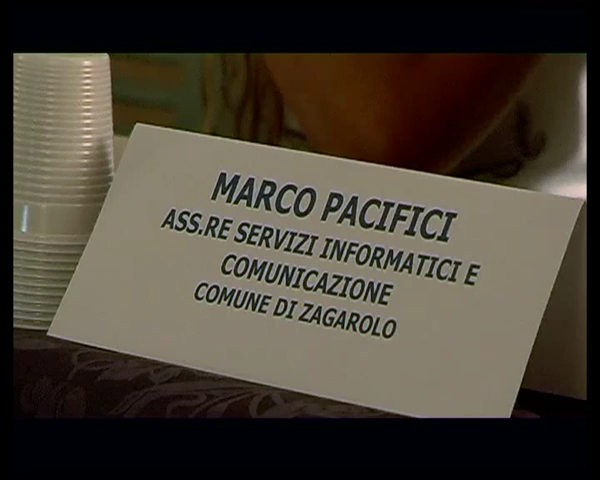 MARCO PACIFICI
ASS.RE SERVIZI INFORMATICI E
COMUNICAZIONE
COMUNE DI ZAGAROLO